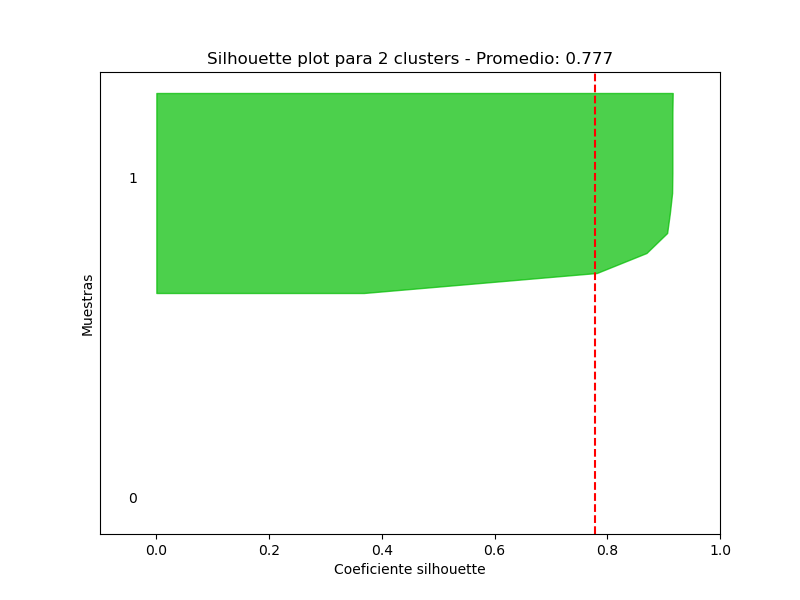 Silhouette plot para 2 clusters - Promedio: 0.777
1
0
Muestras
0.0 0.2 0.4 0.6 0.8 1.0
Coeficiente silhouette